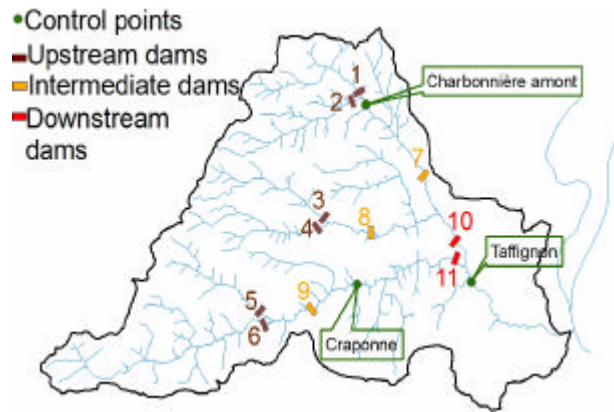 Control points
Upstream dams
Intermediate dams
Downstream
dams
1
2
Charbonnière amont
7
3
4
8
10
11
Taffignon
5
6
9
Craponne